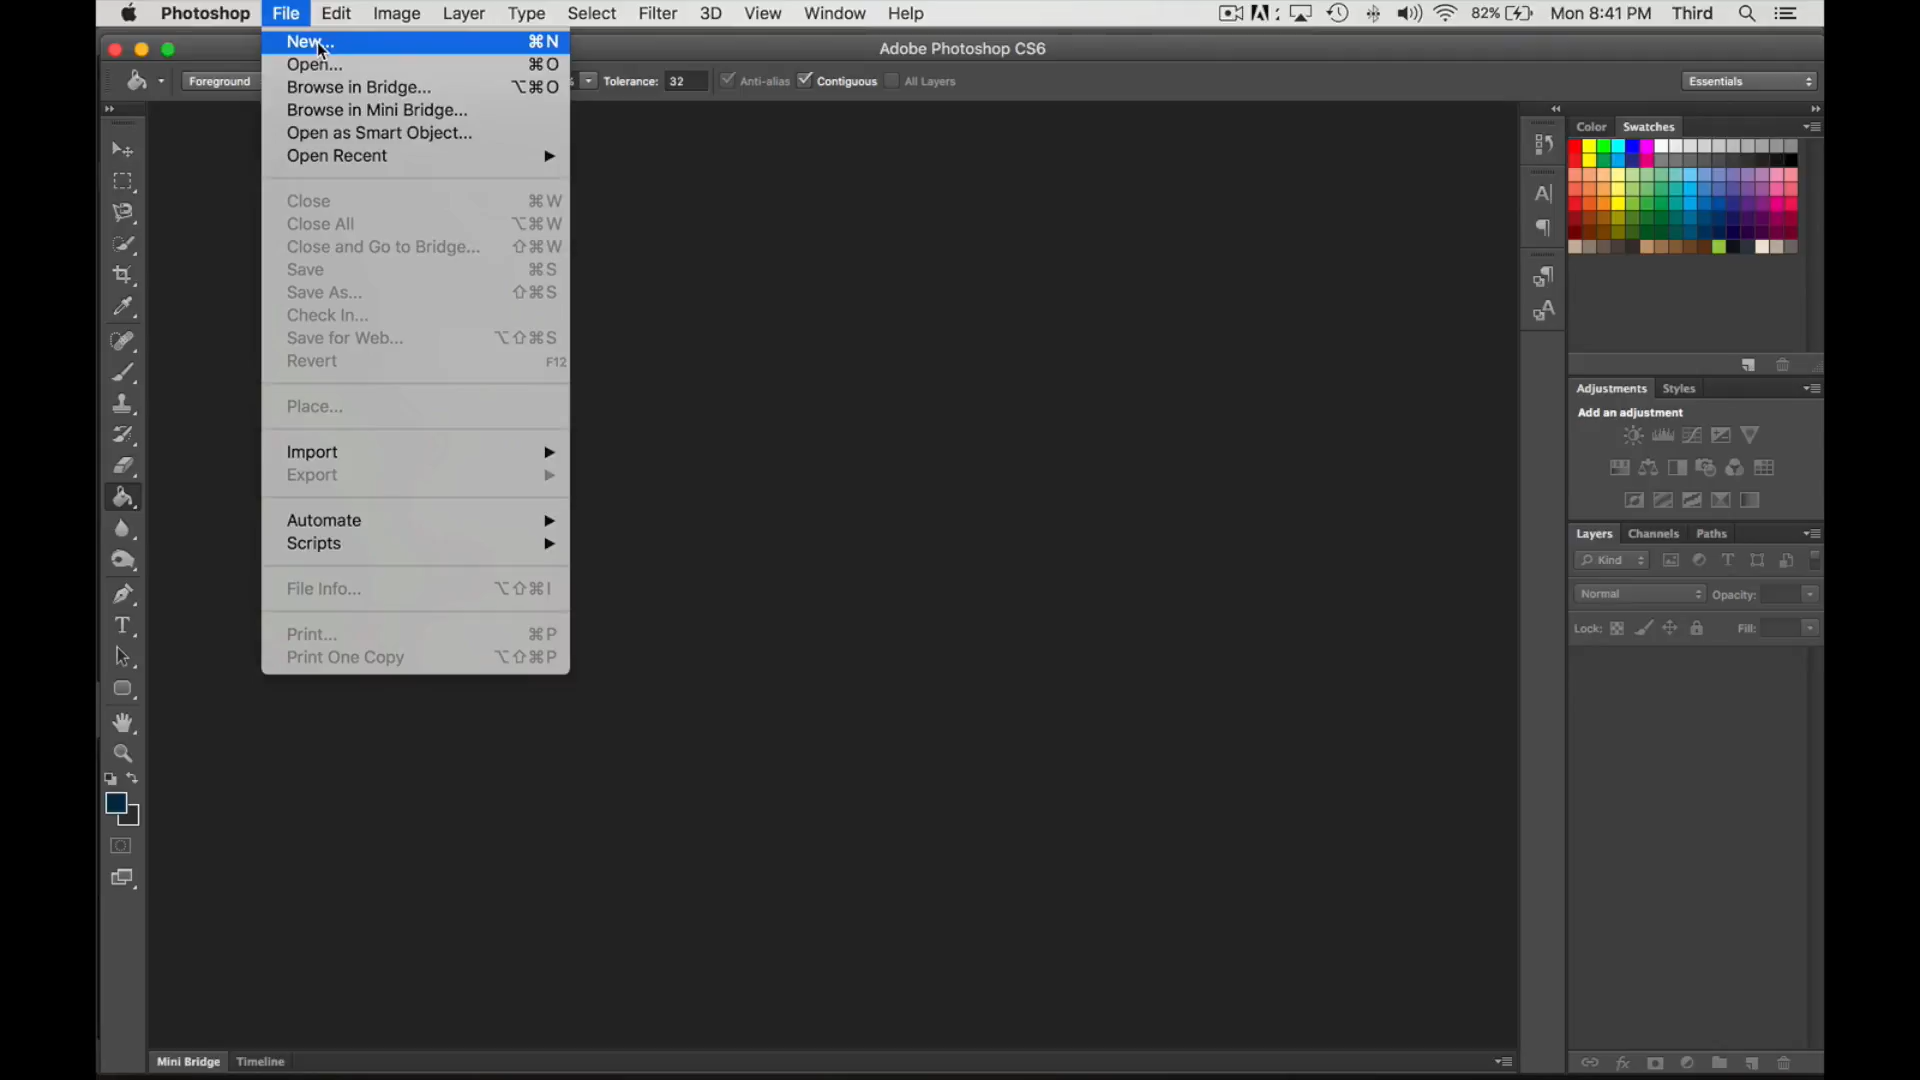 Photoshop File Edit Image Layer Type Select Filter 3D View Window Help 82% Mon 8:41 PM Third
Adobe Photoshop CS6
Foreground % Tolerance: 32 Anti-alias Contiguous All Layers Essentials
New... ⌘N
Open... ⌘O
Browse in Bridge... ⌥⌘O
Browse in Mini Bridge...
Open as Smart Object...
Open Recent
Close ⌘W
Close All ⌥⌘W
Close and Go to Bridge... ⇧⌘W
Save ⌘S
Save As... ⇧⌘S
Check In...
Save for Web... ⌥⇧⌘S
Revert F12
Place...
Import
Export
Automate
Scripts
File Info... ⌥⇧⌘I
Print... ⌘P
Print One Copy ⌥⇧⌘P
Color Swatches
Adjustments Styles
Add an adjustment
Layers Channels Paths
Kind
Normal Opacity:
Lock: Fill:
Mini Bridge Timeline